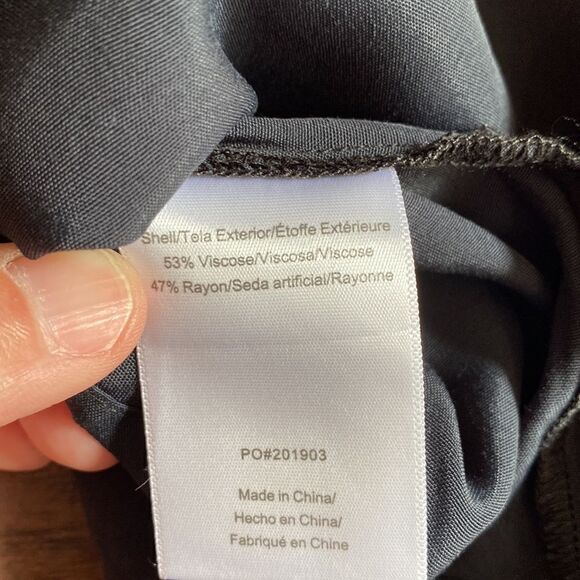 Shell/Tela Exterior/Étoffe Extérieure
53% Viscose/Viscosa/Viscose
47% Rayon/Seda artificial/Rayonne
PO#201903
Made in China/
Hecho en China/
Fabriqué en Chine